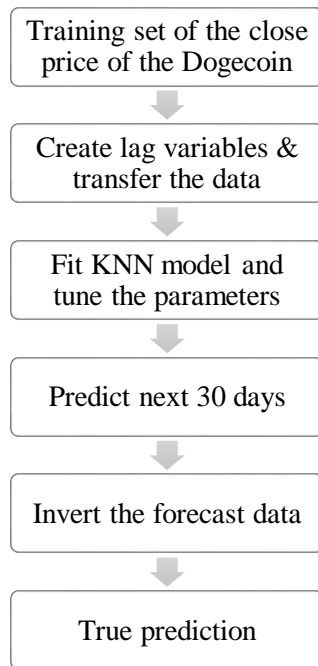 Training set of the close
price of the Dogecoin
Create lag variables &
transfer the data
Fit KNN model and
tune the parameters
Predict next 30 days
Invert the forecast data
True prediction